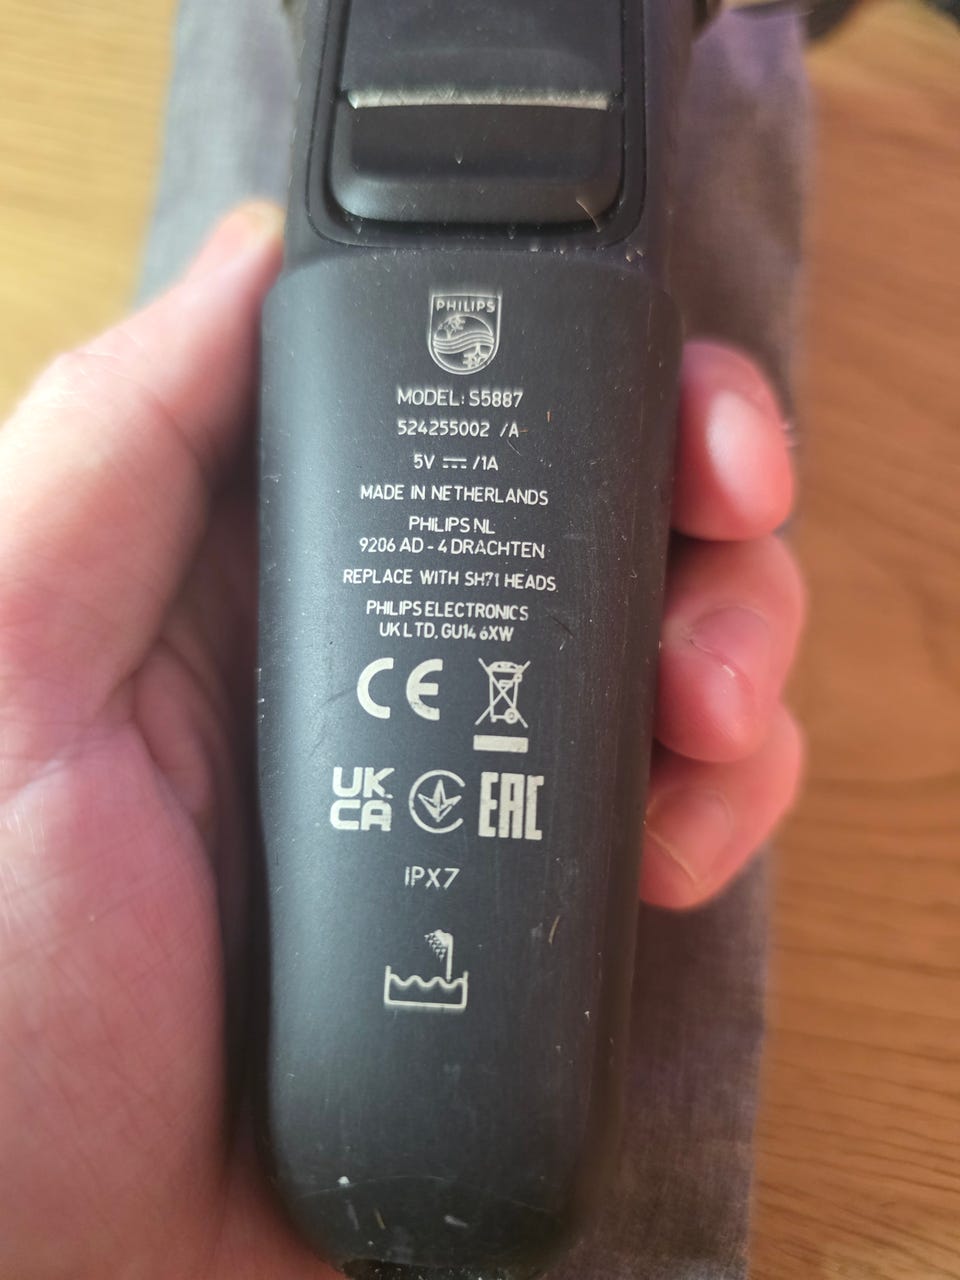 PHILIPS
MODEL: S5887
524255002 /A
5V ⎓ /1A
MADE IN NETHERLANDS
PHILIPS NL
9206 AD - 4 DRACHTEN
REPLACE WITH SH71 HEADS
PHILIPS ELECTRONICS
UK LTD, GU14 6XW
CE
UK
CA
EAC
IPX7